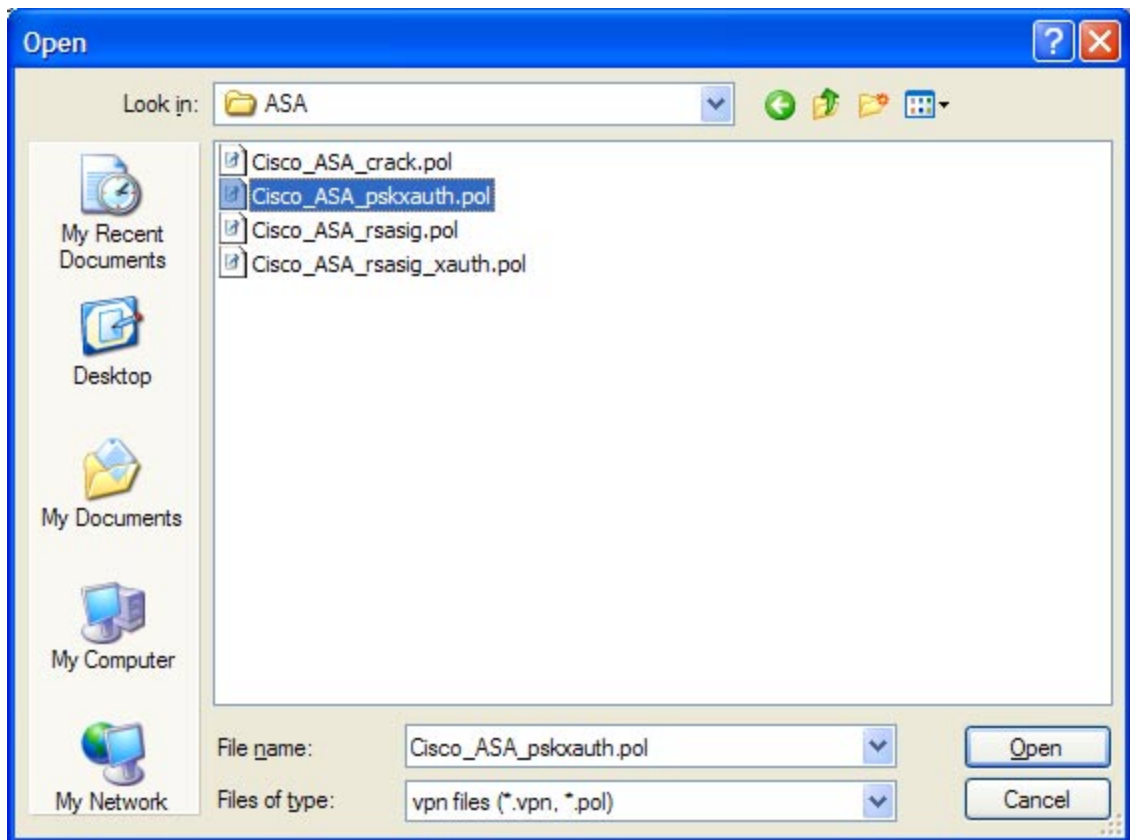 Open
Look in: ASA
Cisco_ASA_crack.pol
Cisco_ASA_pskxauth.pol
Cisco_ASA_rsasig.pol
Cisco_ASA_rsasig_xauth.pol
My Recent
Documents
Desktop
My Documents
My Computer
My Network
File name: Cisco_ASA_pskxauth.pol Open
Files of type: vpn files (*.vpn, *.pol) Cancel